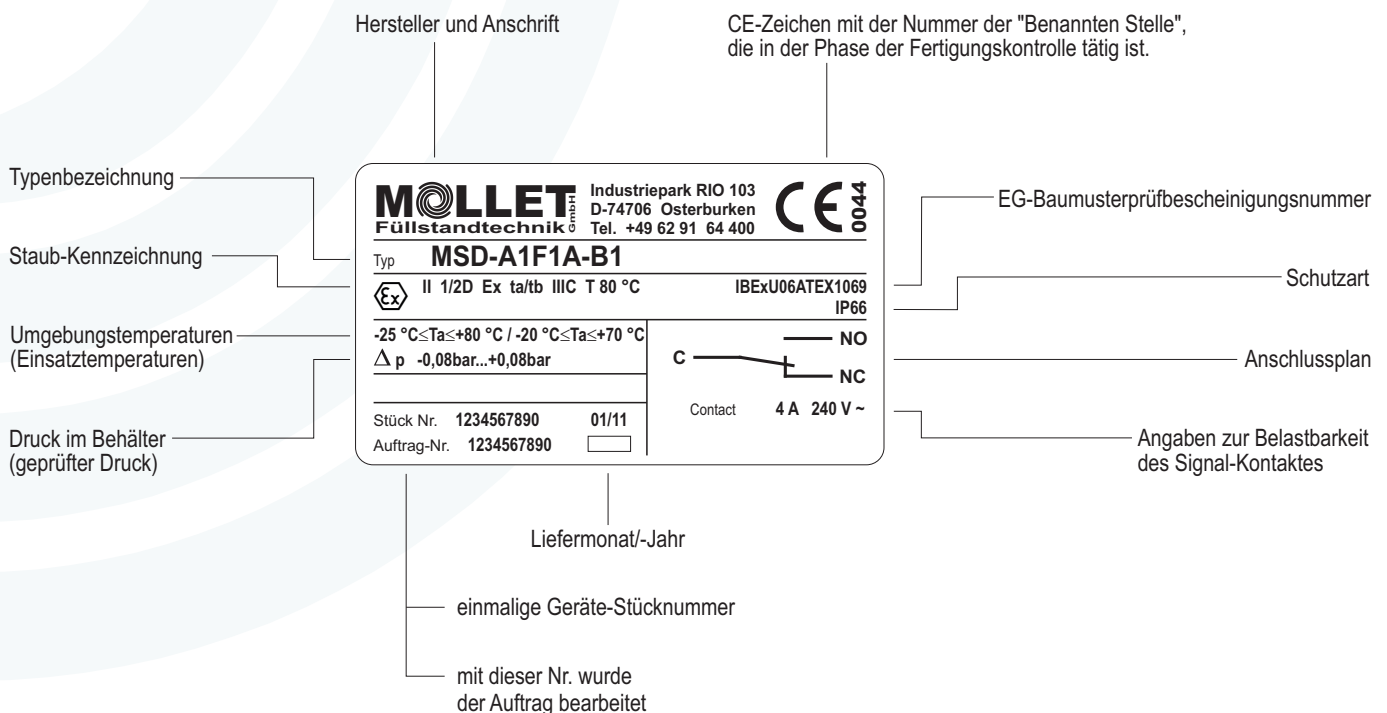 Hersteller und Anschrift
CE-Zeichen mit der Nummer der "Benannten Stelle",
die in der Phase der Fertigungskontrolle tätig ist.
Typenbezeichnung
Staub-Kennzeichnung
Umgebungstemperaturen
(Einsatztemperaturen)
Druck im Behälter
(geprüfter Druck)
MOLLET GmbH
Füllstandtechnik
Industriepark RIO 103
D-74706 Osterburken
Tel. +49 62 91 64 400
CE 0044
Typ MSD-A1F1A-B1
Ex II 1/2D Ex ta/tb IIIC T 80 °C
IBExU06ATEX1069
IP66
-25 °C≤Ta≤+80 °C / -20 °C≤Ta≤+70 °C
Δ p -0,08bar...+0,08bar
NO
C
NC
Contact 4 A 240 V ~
Stück Nr. 1234567890 01/11
Auftrag-Nr. 1234567890
EG-Baumusterprüfbescheinigungsnummer
Schutzart
Anschlussplan
Angaben zur Belastbarkeit
des Signal-Kontaktes
Liefermonat/-Jahr
einmalige Geräte-Stücknummer
mit dieser Nr. wurde
der Auftrag bearbeitet